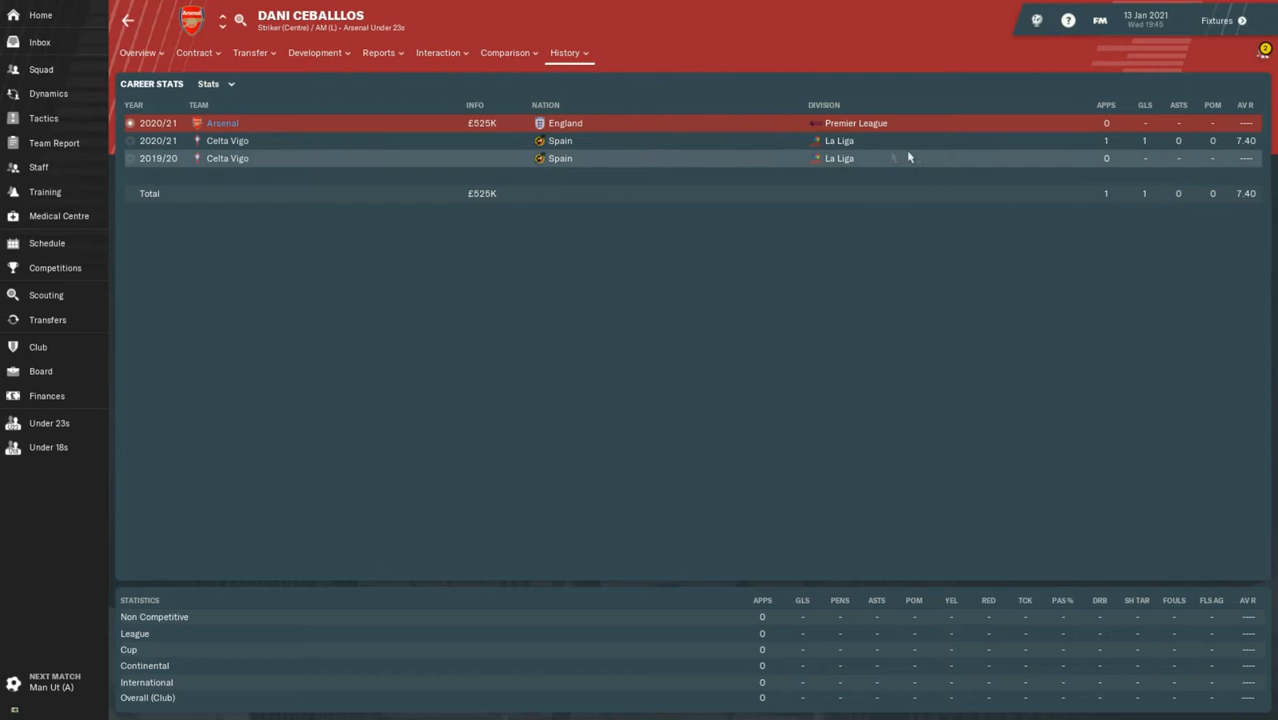 Home
Inbox
Squad
Dynamics
Tactics
Team Report
Staff
Training
Medical Centre
Schedule
Competitions
Scouting
Transfers
Club
Board
Finances
U23 Under 23s
U18 Under 18s
NEXT MATCH
Man Ut (A)
DANI CEBALLLOS
Striker (Centre) / AM (L) - Arsenal Under 23s
? FM 13 Jan 2021 Wed 19:45 Fixtures
2
Overview Contract Transfer Development Reports Interaction Comparison History
CAREER STATS Stats
YEAR TEAM INFO NATION DIVISION APPS GLS ASTS POM AV R
2020/21 Arsenal £525K England Premier League 0 - - - ----
2020/21 Celta Vigo Spain La Liga 1 1 0 0 7.40
2019/20 Celta Vigo Spain La Liga 0 - - - ----
Total £525K 1 1 0 0 7.40
STATISTICS APPS GLS PENS ASTS POM YEL RED TCK PAS % DRB SH TAR FOULS FLS AG AV R
Non Competitive 0 - - - - - - - - - - - - ----
League 0 - - - - - - - - - - - - ----
Cup 0 - - - - - - - - - - - - ----
Continental 0 - - - - - - - - - - - - ----
International 0 - - - - - - - - - - - - ----
Overall (Club) 0 - - - - - - - - - - - - ----